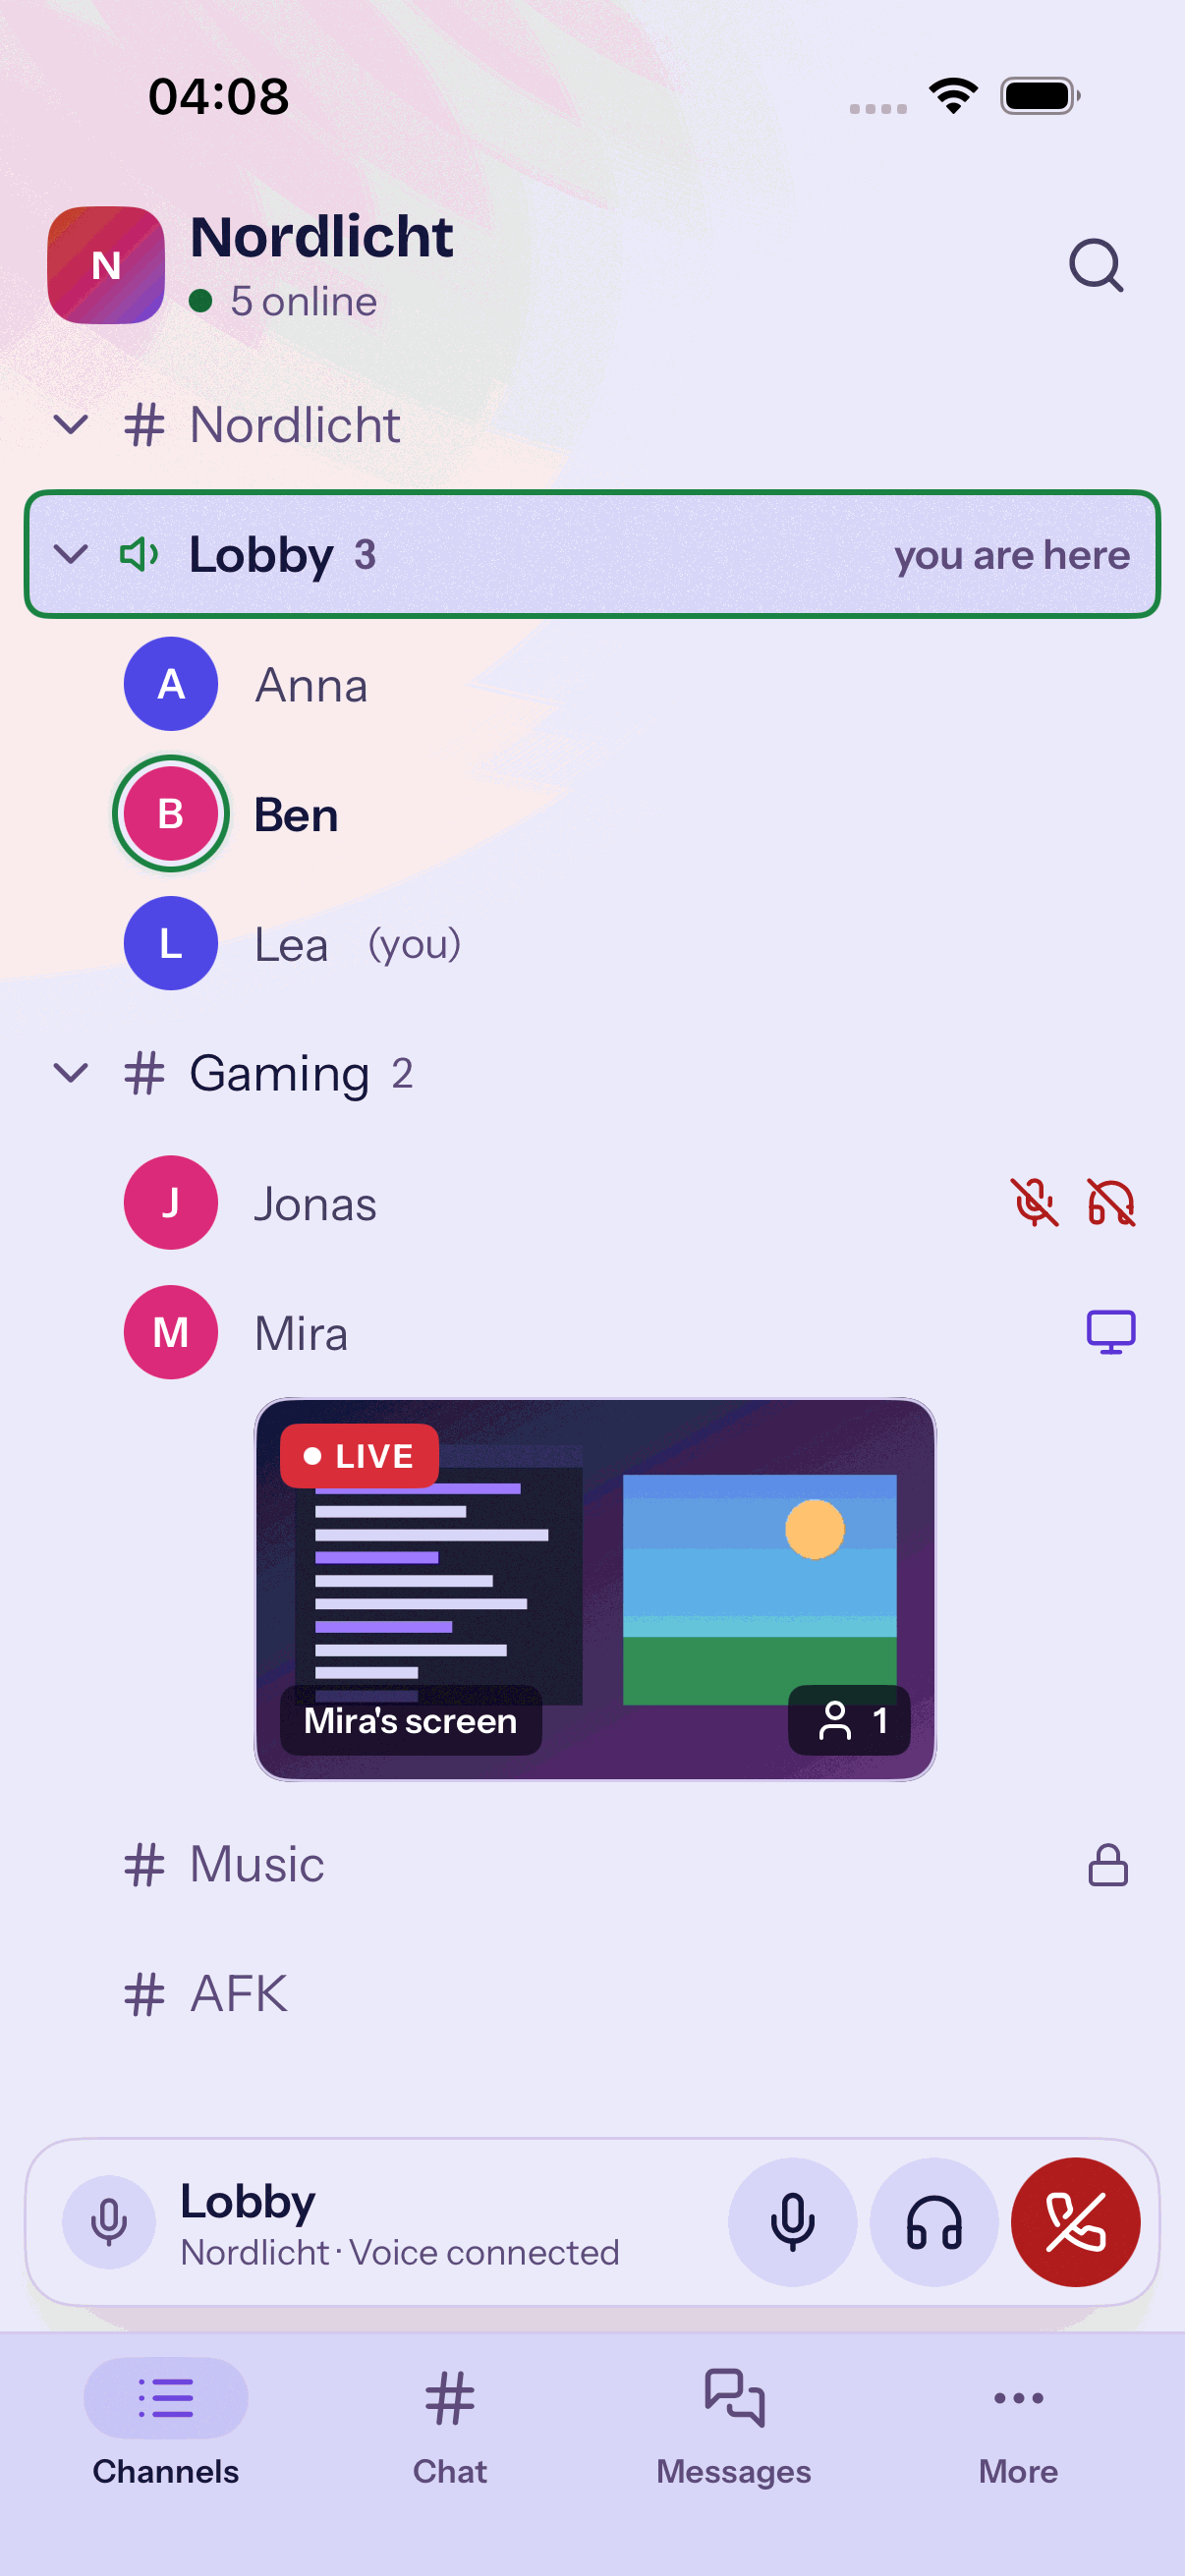 04:08
N
Nordlicht
5 online
# Nordlicht
Lobby 3 you are here
A Anna
B Ben
L Lea (you)
# Gaming 2
J Jonas
M Mira
LIVE
Mira's screen 1
# Music
# AFK
Lobby
Nordlicht · Voice connected
Channels Chat Messages More